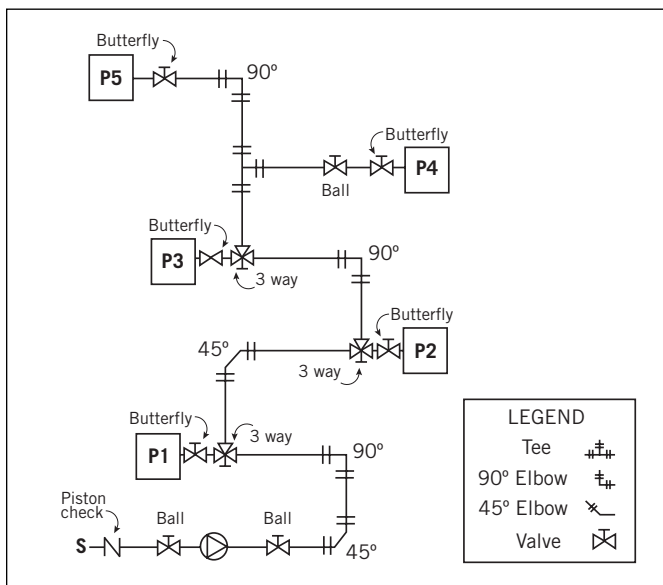 Butterfly
P5
90º
Butterfly
P4
Ball
Butterfly
P3
90º
3 way
Butterfly
45º
P2
3 way
Butterfly
3 way
P1
90º
Piston
check
Ball
Ball
S
45º
LEGEND
Tee
90º Elbow
45º Elbow
Valve